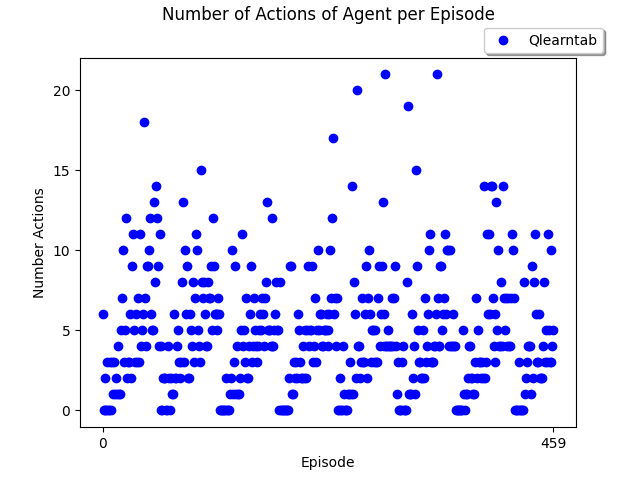 Number of Actions of Agent per Episode
Qlearntab
20
15
10
5
0
Number Actions
0 459
Episode